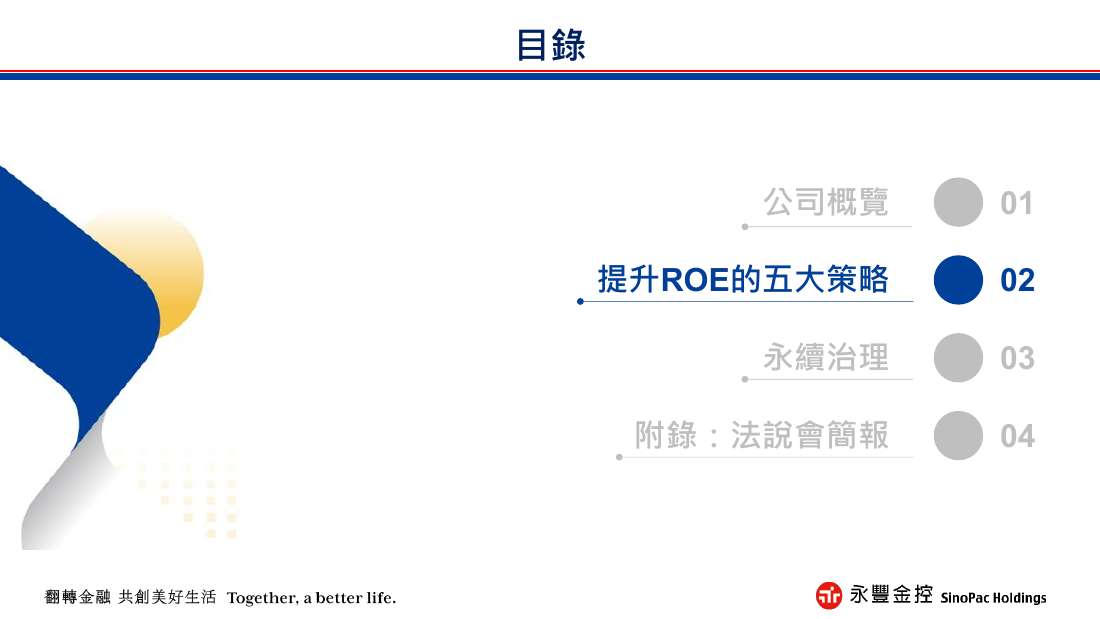 目錄
公司概覽 01
提升ROE的五大策略 02
永續治理 03
附錄：法說會簡報 04
翻轉金融 共創美好生活 Together, a better life.
永豐金控 SinoPac Holdings